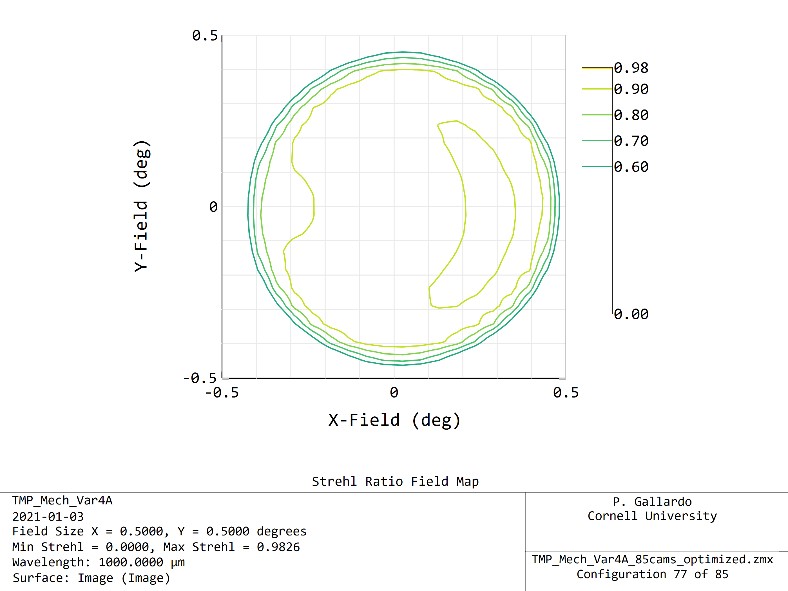 0.5
0
-0.5
Y-Field (deg)
-0.5
0
0.5
X-Field (deg)
0.98
0.90
0.80
0.70
0.60
0.00
Strehl Ratio Field Map
TMP_Mech_Var4A
2021-01-03
Field Size X = 0.5000, Y = 0.5000 degrees
Min Strehl = 0.0000, Max Strehl = 0.9826
Wavelength: 1000.0000 µm
Surface: Image (Image)
P. Gallardo
Cornell University
TMP_Mech_Var4A_85cams_optimized.zmx
Configuration 77 of 85